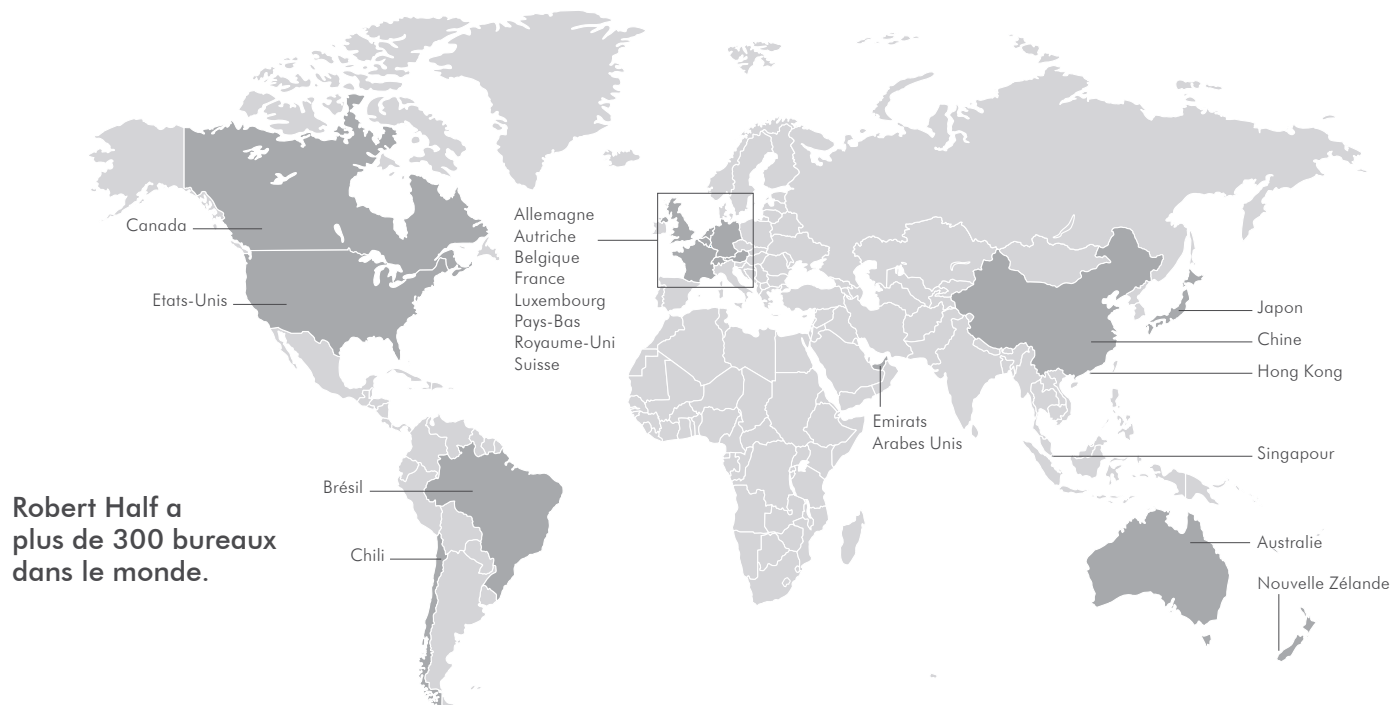 Canada
Etats-Unis
Allemagne
Autriche
Belgique
France
Luxembourg
Pays-Bas
Royaume-Uni
Suisse
Japon
Chine
Hong Kong
Emirats
Arabes Unis
Singapour
Brésil
Chili
Robert Half a
plus de 300 bureaux
dans le monde.
Australie
Nouvelle Zélande